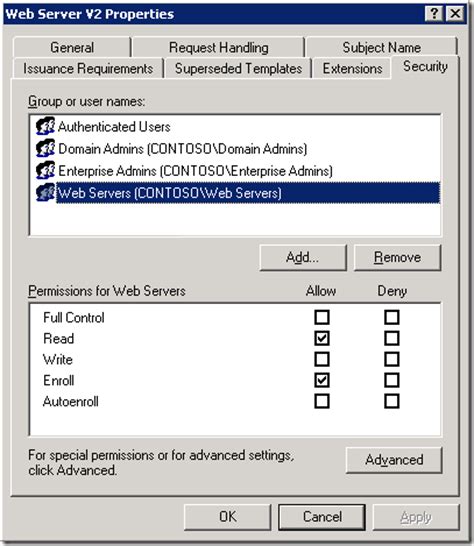 Web Server V2 Properties
General Request Handling Subject Name
Issuance Requirements Superseded Templates Extensions Security
Group or user names:
Authenticated Users
Domain Admins (CONTOSO\Domain Admins)
Enterprise Admins (CONTOSO\Enterprise Admins)
Web Servers (CONTOSO\Web Servers)
Add... Remove
Permissions for Web Servers Allow Deny
Full Control
Read
Write
Enroll
Autoenroll
For special permissions or for advanced settings,
click Advanced.
Advanced
OK Cancel Apply